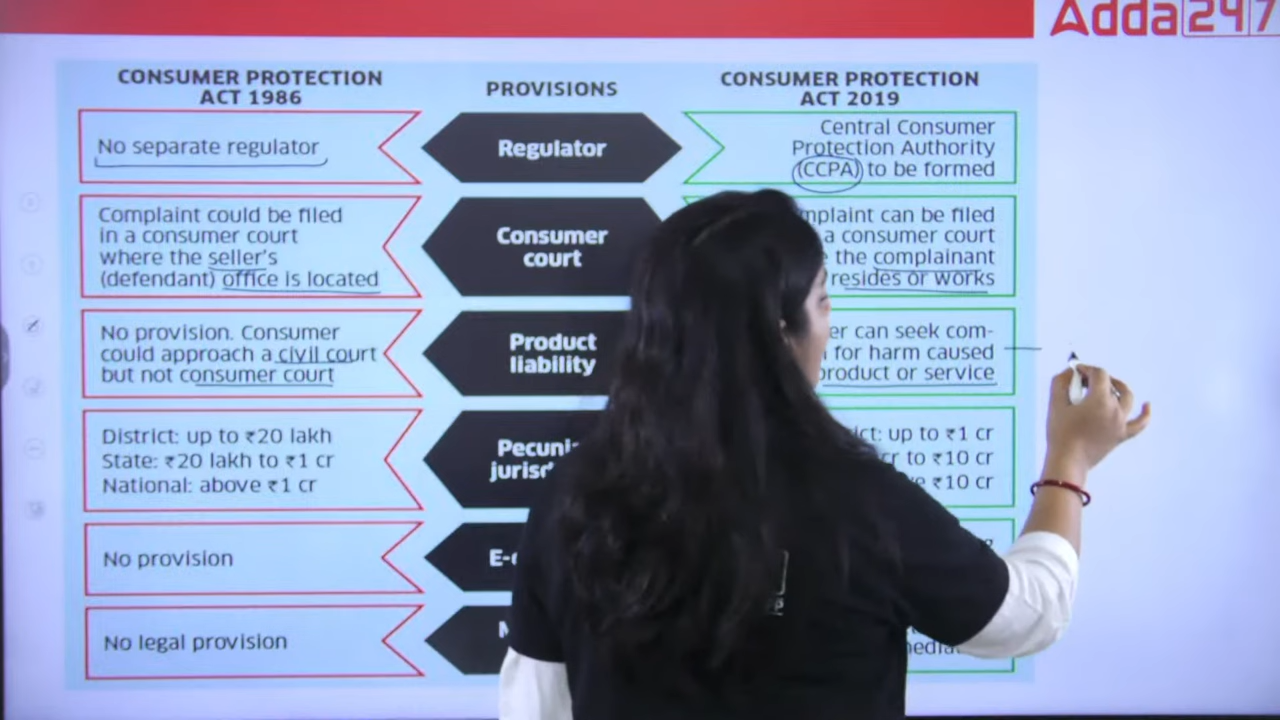 Adda247
CONSUMER PROTECTION
ACT 1986
PROVISIONS
CONSUMER PROTECTION
ACT 2019
No separate regulator
Regulator
Central Consumer
Protection Authority
(CCPA) to be formed
Complaint could be filed
in a consumer court
where the seller's
(defendant) office is located
Consumer
court
can be filed
a consumer court
the complainant
resides or works
No provision. Consumer
could approach a civil court
but not consumer court
Product
liability
can seek com-
for harm caused
product or service
District: up to ₹20 lakh
State: ₹20 lakh to ₹1 cr
National: above ₹1 cr
up to ₹1 cr
cr to ₹10 cr
₹10 cr
No provision
No legal provision